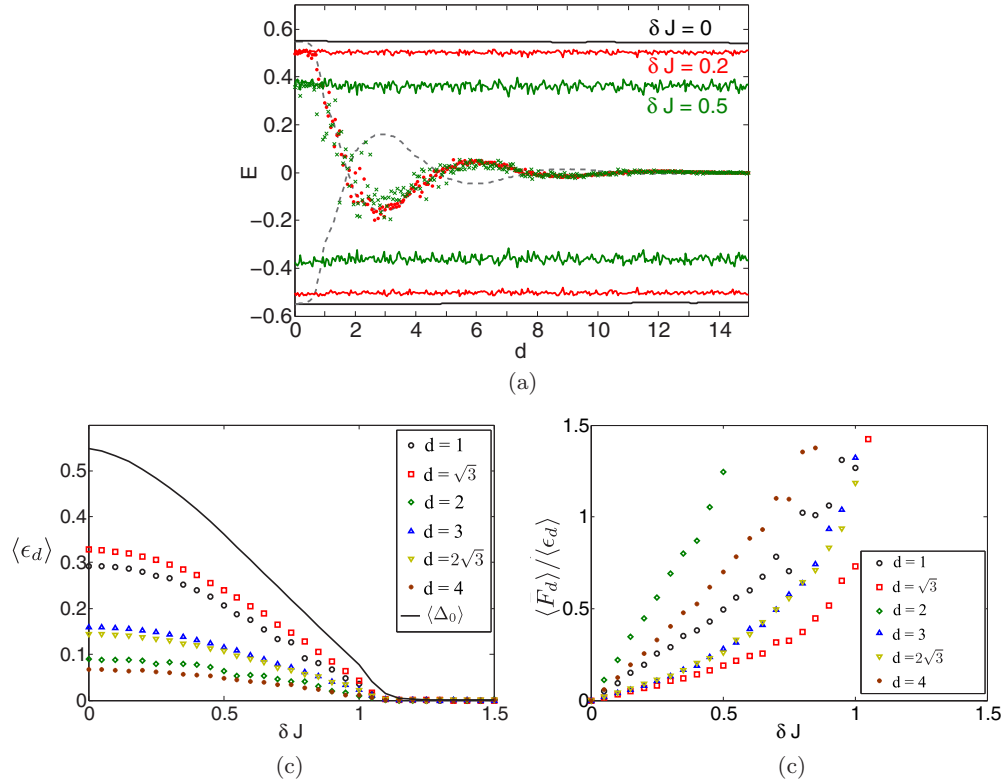 0.6
0.4
0.2
0
−0.2
−0.4
−0.6
E
δ J = 0
δ J = 0.2
δ J = 0.5
0 2 4 6 8 10 12 14
d
(a)
0.5
0.4
0.3
0.2
0.1
0
⟨ϵ_d⟩
d = 1
d = √3
d = 2
d = 3
d = 2√3
d = 4
⟨Δ₀⟩
0 0.5 1 1.5
δ J
(c)
1.5
1
0.5
0
⟨F_d⟩/⟨ϵ_d⟩
d = 1
d = √3
d = 2
d = 3
d = 2√3
d = 4
0 0.5 1 1.5
δ J
(c)